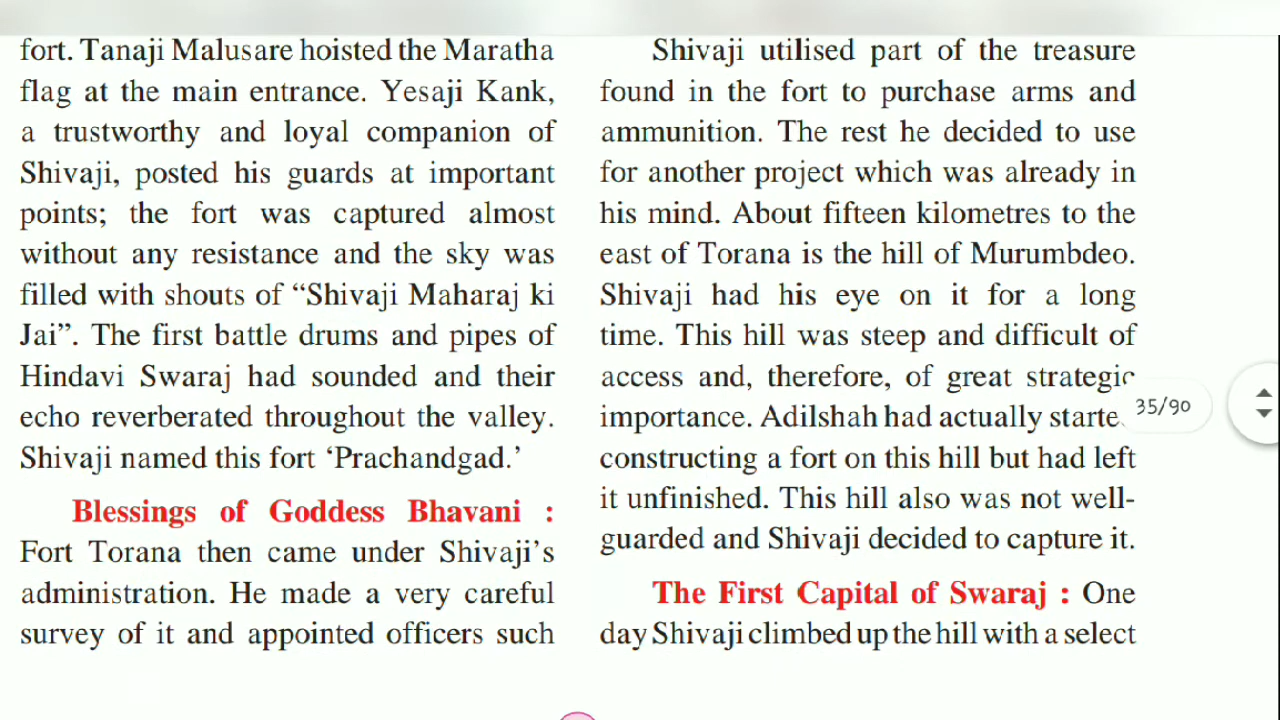 fort. Tanaji Malusare hoisted the Maratha
flag at the main entrance. Yesaji Kank,
a trustworthy and loyal companion of
Shivaji, posted his guards at important
points; the fort was captured almost
without any resistance and the sky was
filled with shouts of “Shivaji Maharaj ki
Jai”. The first battle drums and pipes of
Hindavi Swaraj had sounded and their
echo reverberated throughout the valley.
Shivaji named this fort ‘Prachandgad.’
Blessings of Goddess Bhavani :
Fort Torana then came under Shivaji’s
administration. He made a very careful
survey of it and appointed officers such
Shivaji utilised part of the treasure
found in the fort to purchase arms and
ammunition. The rest he decided to use
for another project which was already in
his mind. About fifteen kilometres to the
east of Torana is the hill of Murumbdeo.
Shivaji had his eye on it for a long
time. This hill was steep and difficult of
access and, therefore, of great strategic
importance. Adilshah had actually starte
constructing a fort on this hill but had left
it unfinished. This hill also was not well-
guarded and Shivaji decided to capture it.
The First Capital of Swaraj : One
day Shivaji climbed up the hill with a select
35/90